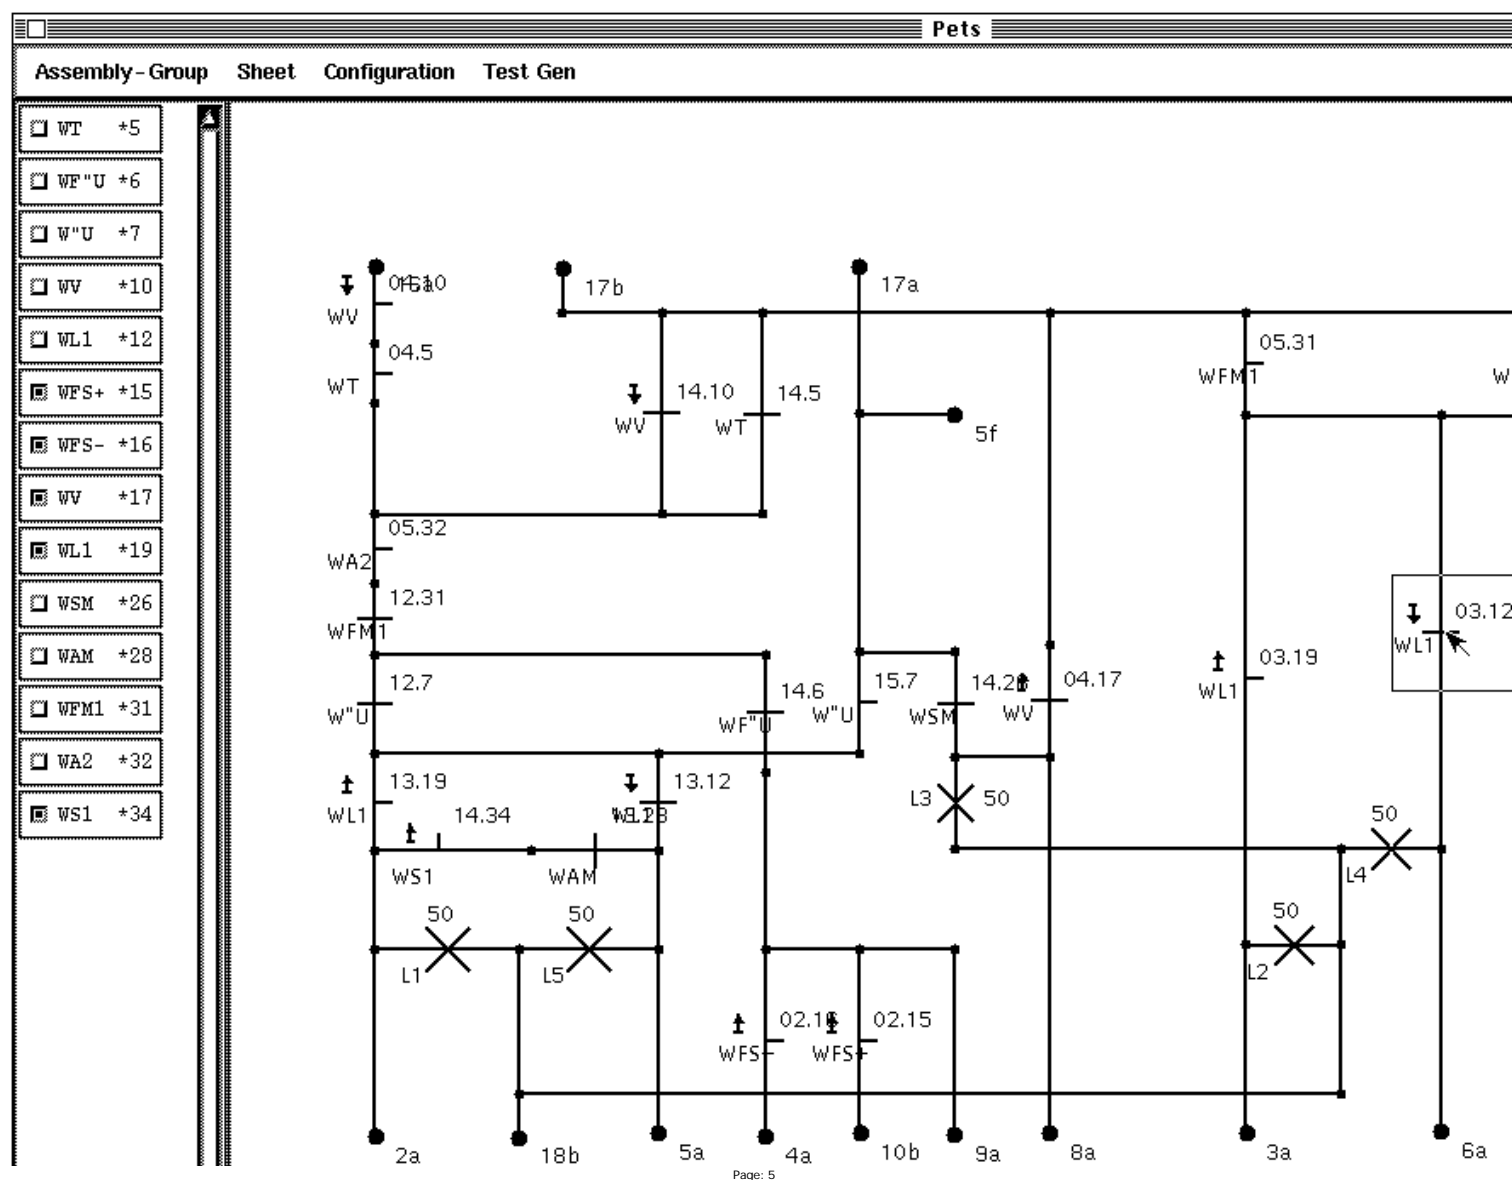 Pets
Assembly-Group Sheet Configuration Test Gen
WT *5
WF"U *6
W"U *7
WV *10
WL1 *12
WFS+ *15
WFS- *16
WV *17
WL1 *19
WSM *26
WAM *28
WFM1 *31
WA2 *32
WS1 *34
17b
17a
WV
04.5
WT
05.31
WFM1
14.10
14.5
WV
WT
5f
05.32
WA2
12.31
WFM1
03.12
WL1
03.19
WL1
12.7
W"U
14.6
WF"U
15.7
W"U
WSM
04.17
WV
13.19
WL1
13.12
L3
50
14.34
WS1
WAM
50
L4
50
L1
50
L5
50
L2
WFS-
02.15
WFS+
2a
18b
5a
4a
10b
9a
8a
3a
6a
Page: 5